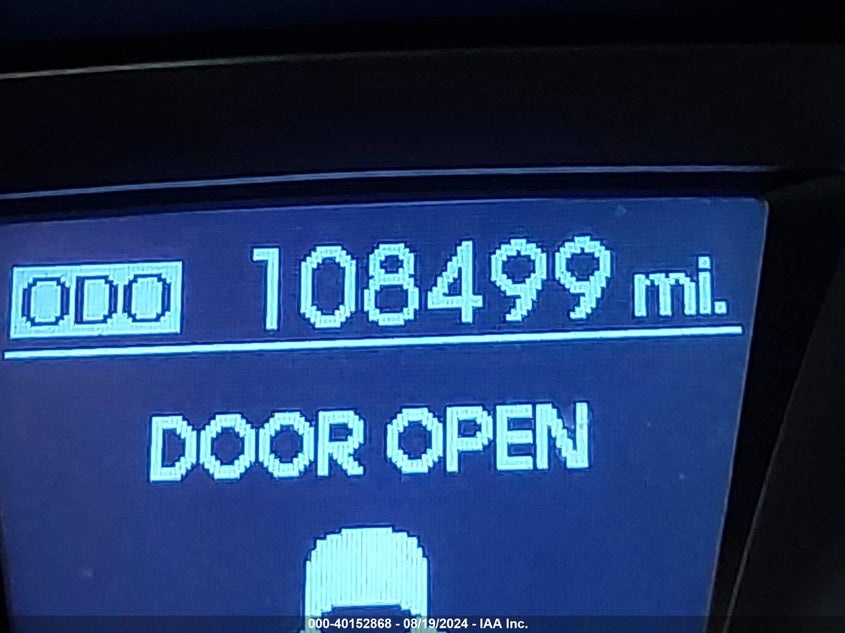 ODO 108499 mi.
DOOR OPEN
000-40152868 - 08/19/2024 - IAA Inc.